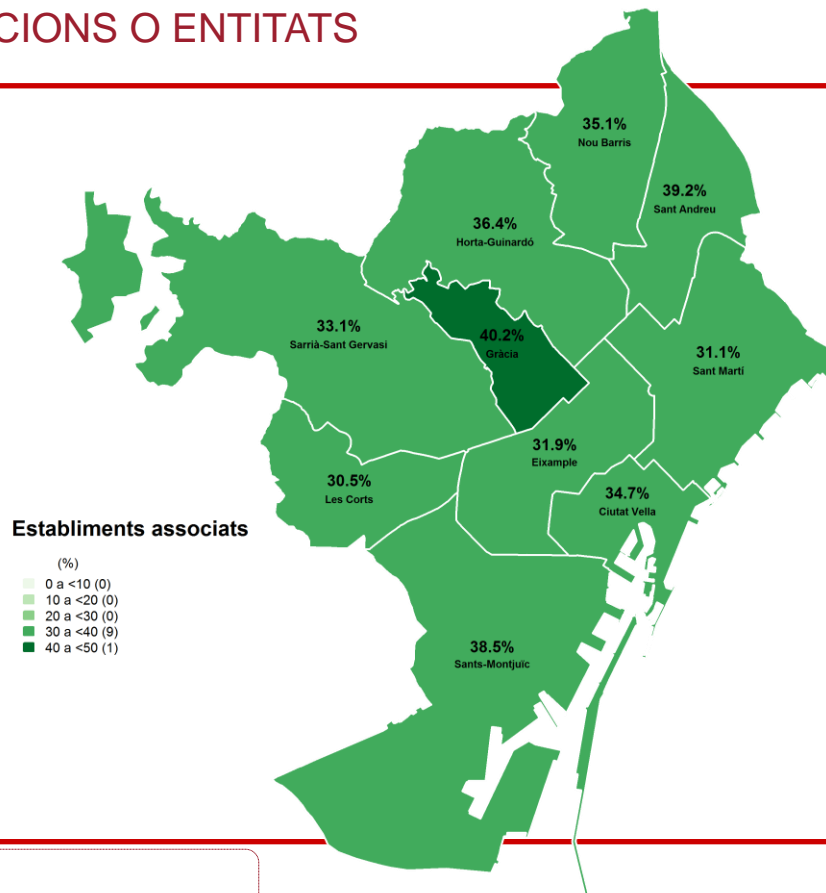 CIONS O ENTITATS
35.1%
Nou Barris
39.2%
Sant Andreu
36.4%
Horta-Guinardó
33.1%
Sarrià-Sant Gervasi
40.2%
Gràcia
31.1%
Sant Martí
31.9%
Eixample
30.5%
Les Corts
34.7%
Ciutat Vella
Establiments associats
(%)
0 a <10 (0)
10 a <20 (0)
20 a <30 (0)
30 a <40 (9)
40 a <50 (1)
38.5%
Sants-Montjuïc